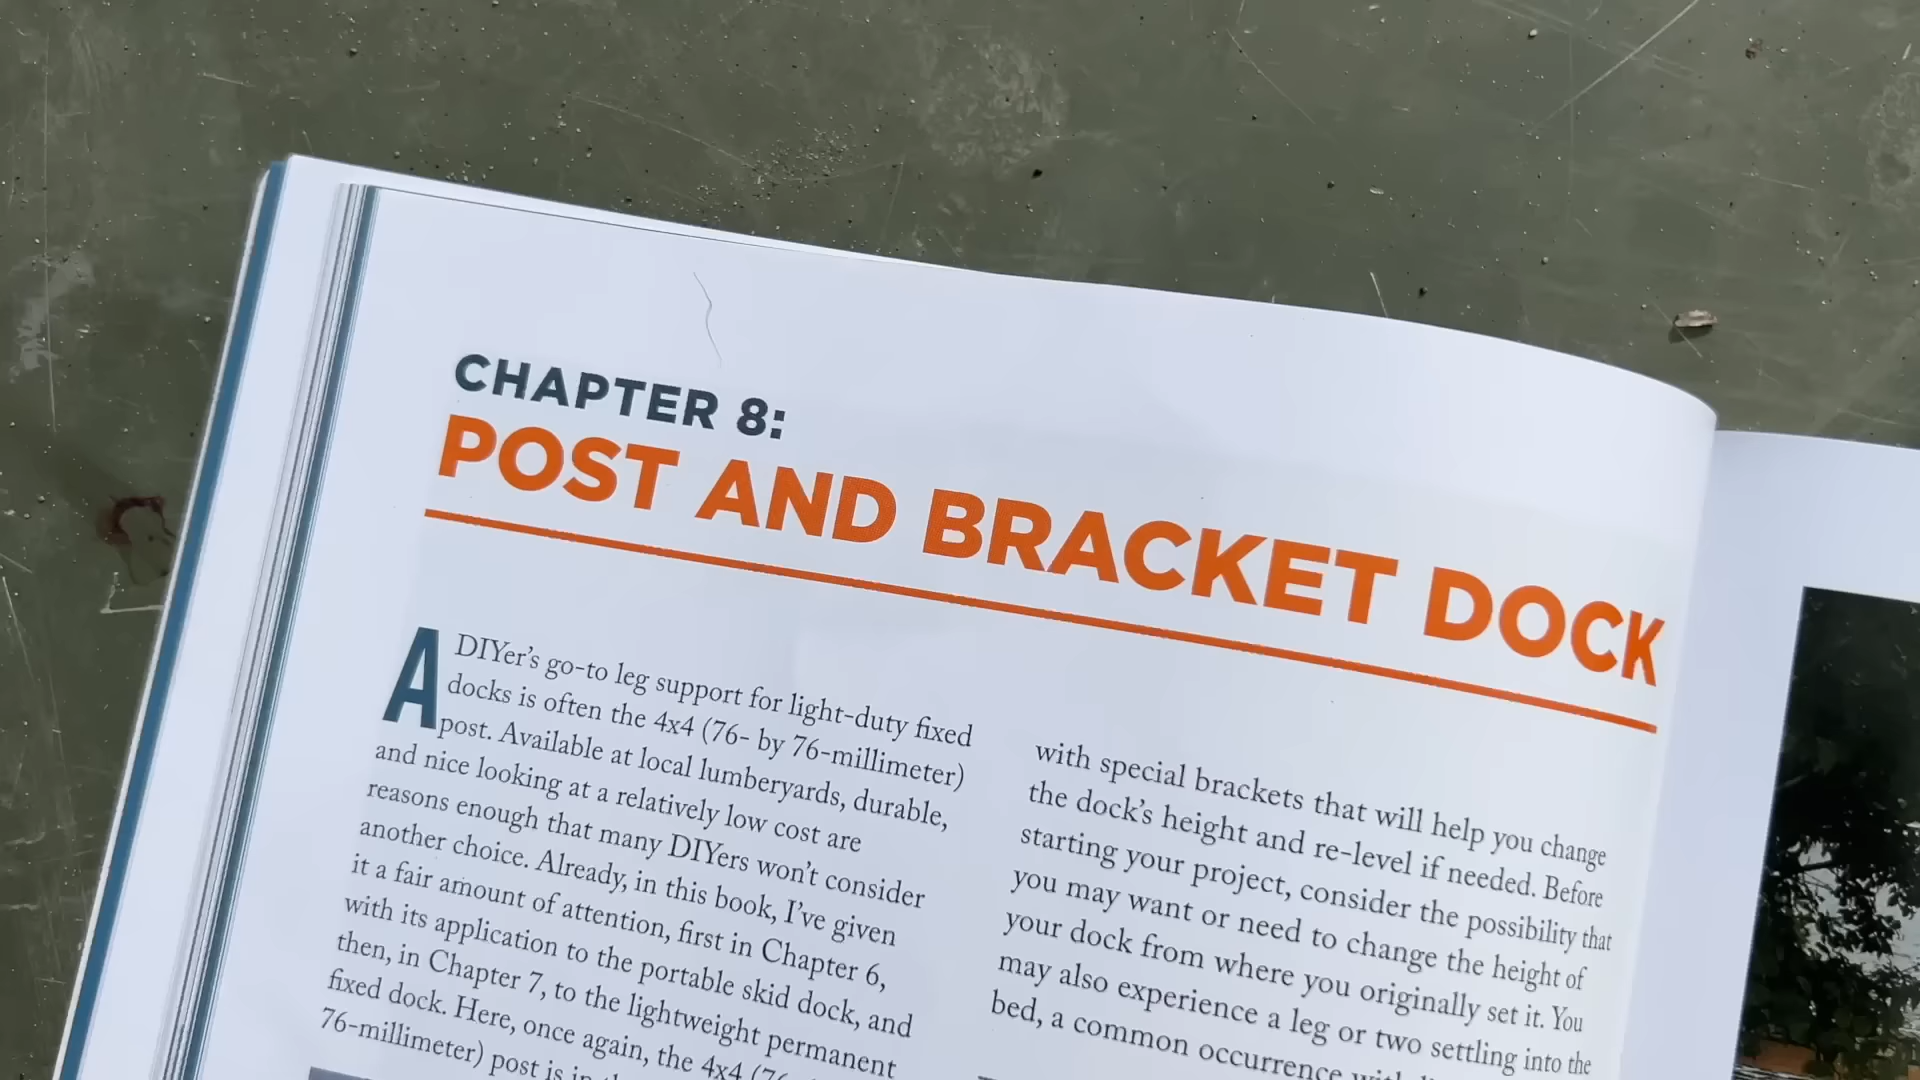 CHAPTER 8:
POST AND BRACKET DOCK
A DIYer's go-to leg support for light-duty fixed
docks is often the 4x4 (76- by 76-millimeter)
post. Available at local lumberyards, durable,
and nice looking at a relatively low cost are
reasons enough that many DIYers won't consider
another choice. Already, in this book, I've given
it a fair amount of attention, first in Chapter 6,
with its application to the portable skid dock, and
then, in Chapter 7, to the lightweight permanent
fixed dock. Here, once again, the 4x4 (76-
76-millimeter) post is in
with special brackets that will help you change
the dock's height and re-level if needed. Before
starting your project, consider the possibility that
you may want or need to change the height of
your dock from where you originally set it. You
may also experience a leg or two settling into the
bed, a common occurrence